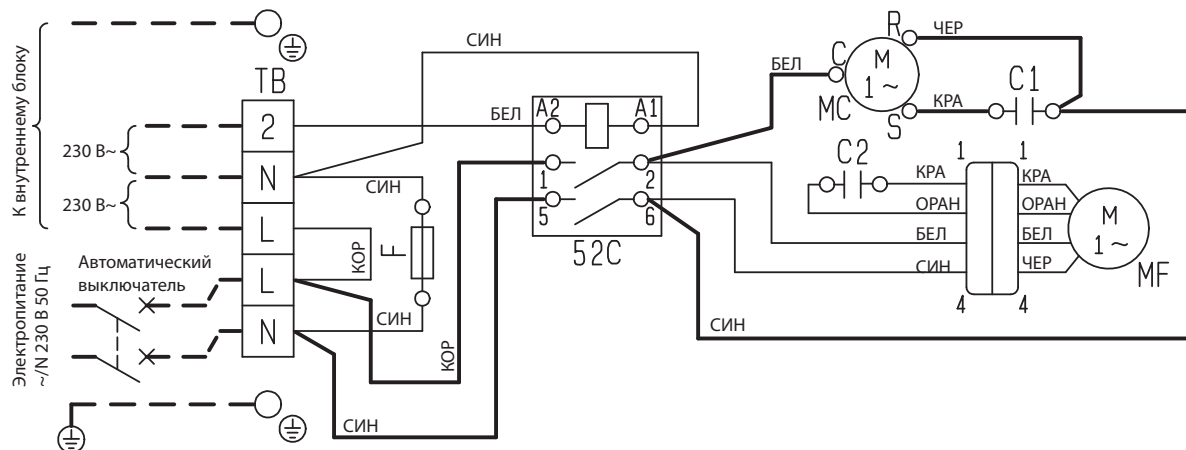 К внутреннему блоку
230 В~
230 В~
Электропитание
~/N 230 В 50 Гц
Автоматический
выключатель
TB
2
N
L
L
N
СИН
БЕЛ
СИН
КОР
F
СИН
КОР
СИН
A2
A1
1
2
5
6
52C
БЕЛ
R
ЧЕР
C
M
1~
MC
S
КРА
C1
C2
КРА
ОРАН
БЕЛ
СИН
1
1
4
4
КРА
ОРАН
БЕЛ
ЧЕР
M
1~
MF
СИН